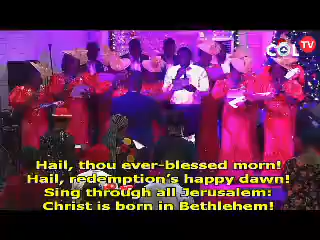 COL TV
Hail, thou ever-blessed morn!
Hail, redemption's happy dawn!
Sing through all Jerusalem:
Christ is born in Bethlehem!